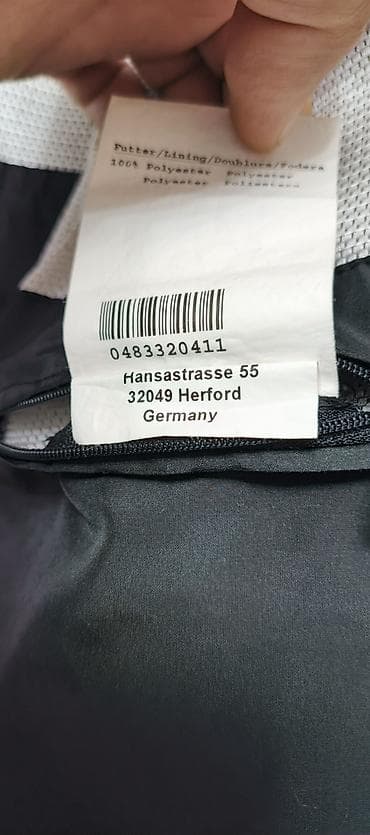 Futter/Lining/Doublure/Fodera
100% Polyester Polyester
Polyester Poliestere
0483320411
Hansastrasse 55
32049 Herford
Germany